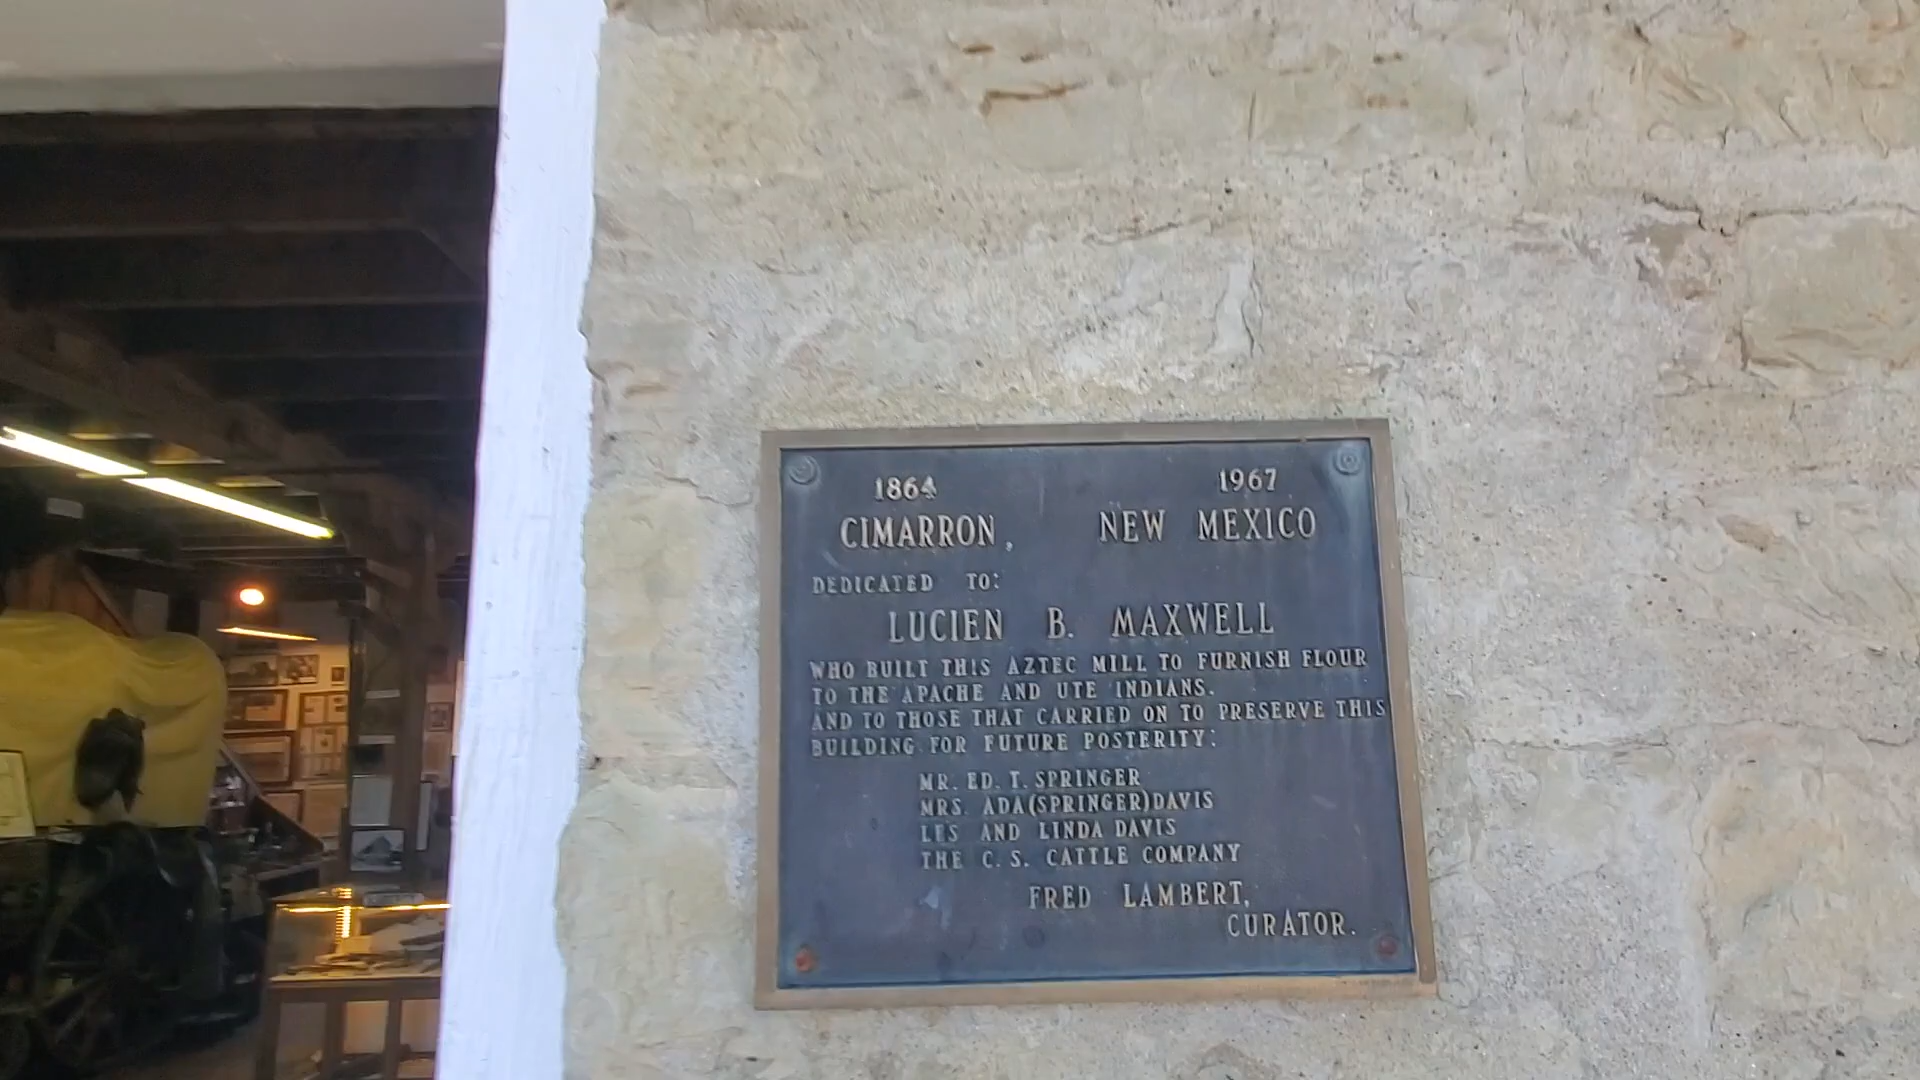 1864 1967
CIMARRON, NEW MEXICO
DEDICATED TO:
LUCIEN B. MAXWELL
WHO BUILT THIS AZTEC MILL TO FURNISH FLOUR
TO THE APACHE AND UTE INDIANS.
AND TO THOSE THAT CARRIED ON TO PRESERVE THIS
BUILDING FOR FUTURE POSTERITY:
MR. ED. T. SPRINGER
MRS. ADA(SPRINGER)DAVIS
LES AND LINDA DAVIS
THE C. S. CATTLE COMPANY
FRED LAMBERT,
CURATOR.